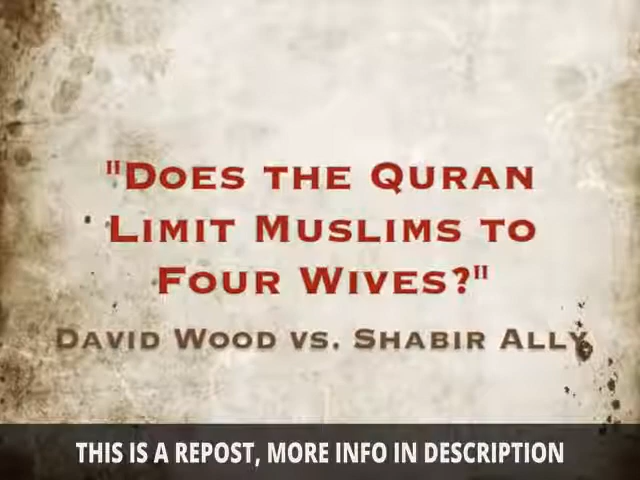 "Does the Quran
Limit Muslims to
Four Wives?"
David Wood vs. Shabir Ally
THIS IS A REPOST, MORE INFO IN DESCRIPTION